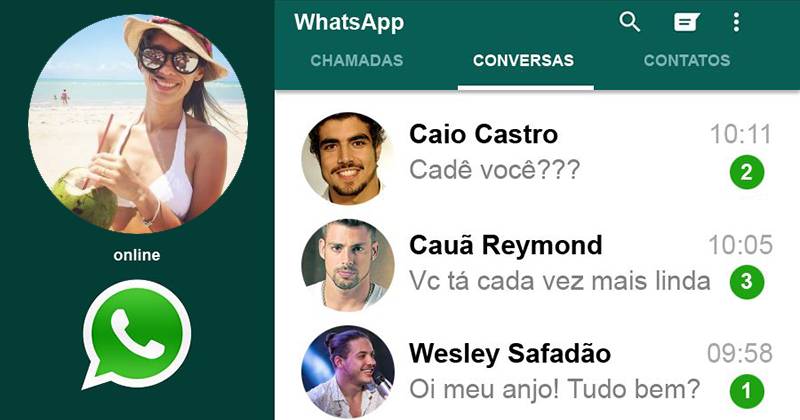 WhatsApp
CHAMADAS CONVERSAS CONTATOS
Caio Castro 10:11
Cadê você??? 2
Cauã Reymond 10:05
Vc tá cada vez mais linda 3
Wesley Safadão 09:58
Oi meu anjo! Tudo bem? 1
online